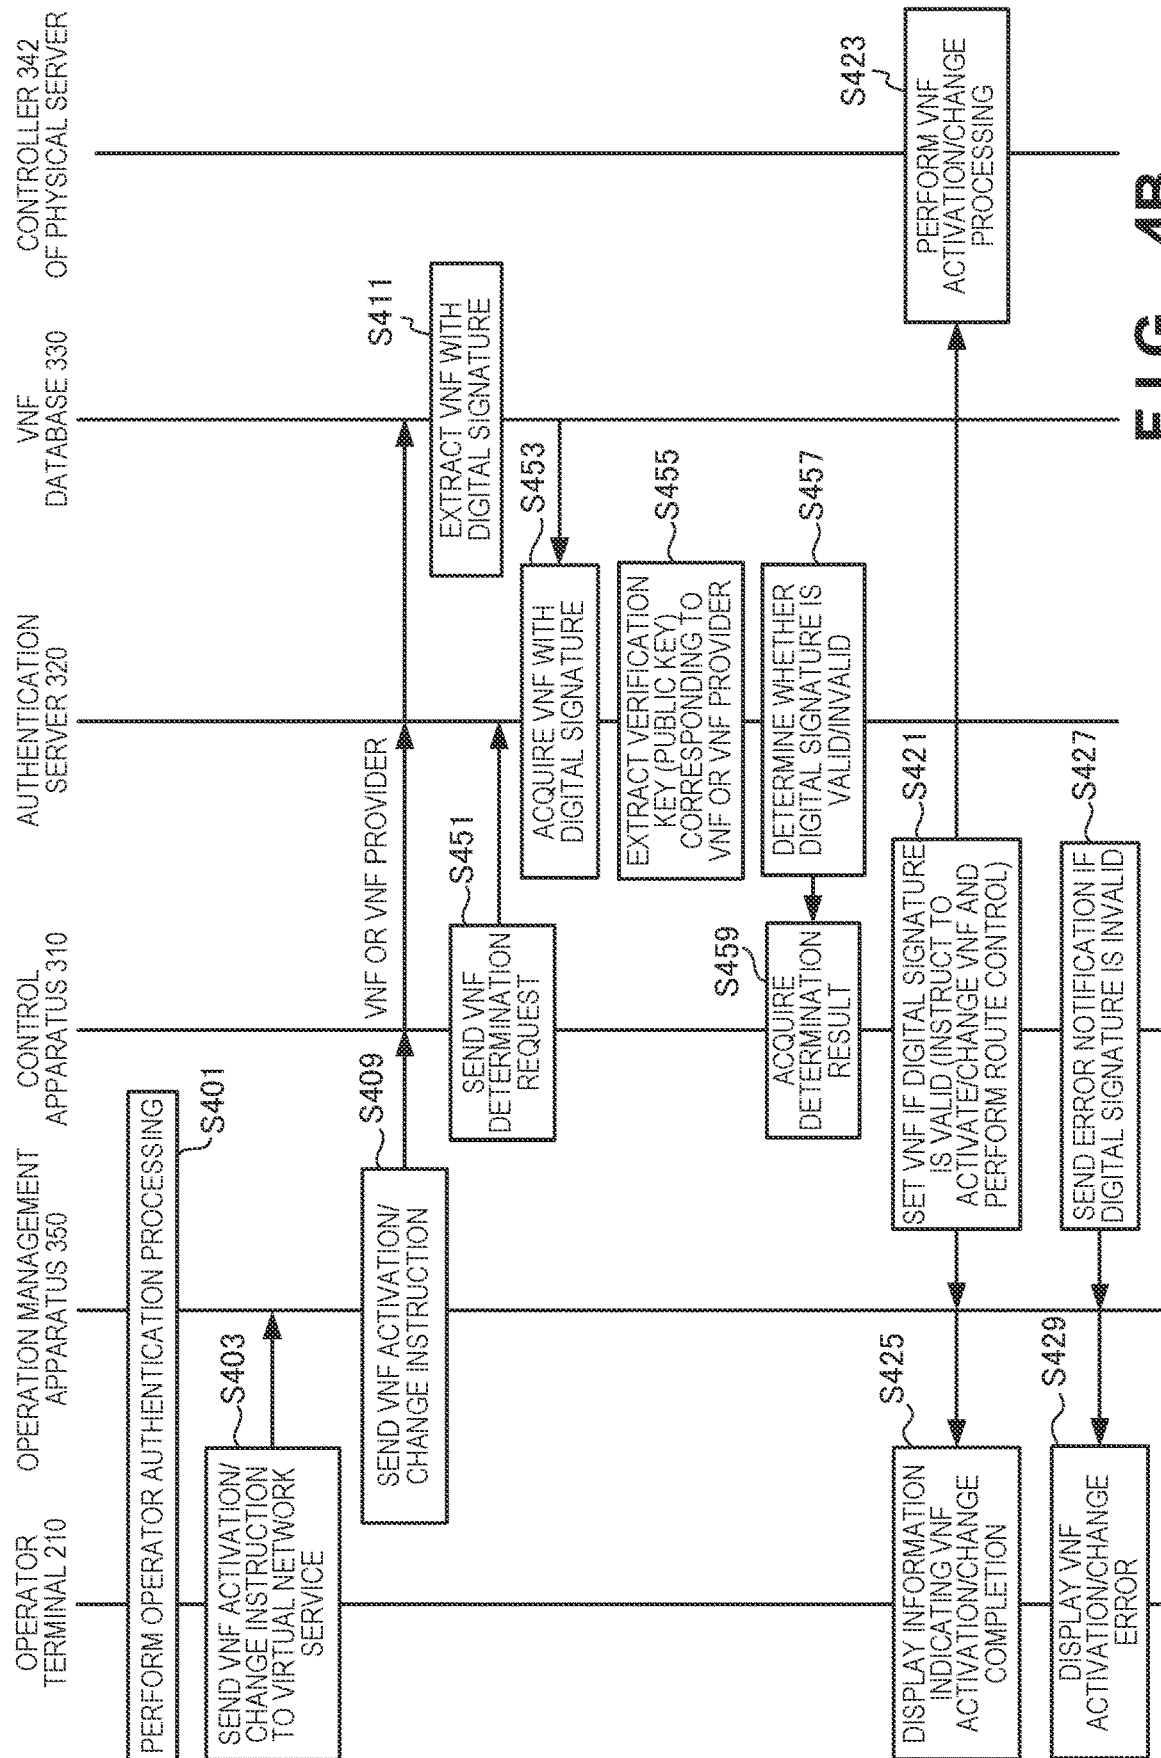 OPERATOR
TERMINAL 210
OPERATION MANAGEMENT
APPARATUS 350
CONTROL
APPARATUS 310
AUTHENTICATION
SERVER 320
VNF
DATABASE 330
CONTROLLER 342
OF PHYSICAL SERVER
PERFORM OPERATOR AUTHENTICATION PROCESSING
S401
SEND VNF ACTIVATION/
CHANGE INSTRUCTION
TO VIRTUAL NETWORK
SERVICE
S403
SEND VNF ACTIVATION/
CHANGE INSTRUCTION
S409
VNF OR VNF PROVIDER
EXTRACT VNF WITH
DIGITAL SIGNATURE
S411
SEND VNF
DETERMINATION
REQUEST
S451
ACQUIRE VNF WITH
DIGITAL SIGNATURE
S453
EXTRACT VERIFICATION
KEY (PUBLIC KEY)
CORRESPONDING TO
VNF OR VNF PROVIDER
S455
DETERMINE WHETHER
DIGITAL SIGNATURE IS
VALID/INVALID
S457
ACQUIRE
DETERMINATION
RESULT
S459
SET VNF IF DIGITAL SIGNATURE
IS VALID (INSTRUCT TO
ACTIVATE/CHANGE VNF AND
PERFORM ROUTE CONTROL)
S421
PERFORM VNF
ACTIVATION/CHANGE
PROCESSING
S423
DISPLAY INFORMATION
INDICATING VNF
ACTIVATION/CHANGE
COMPLETION
S425
SEND ERROR NOTIFICATION IF
DIGITAL SIGNATURE IS INVALID
S427
DISPLAY VNF
ACTIVATION/CHANGE
ERROR
S429
FIG. 4B